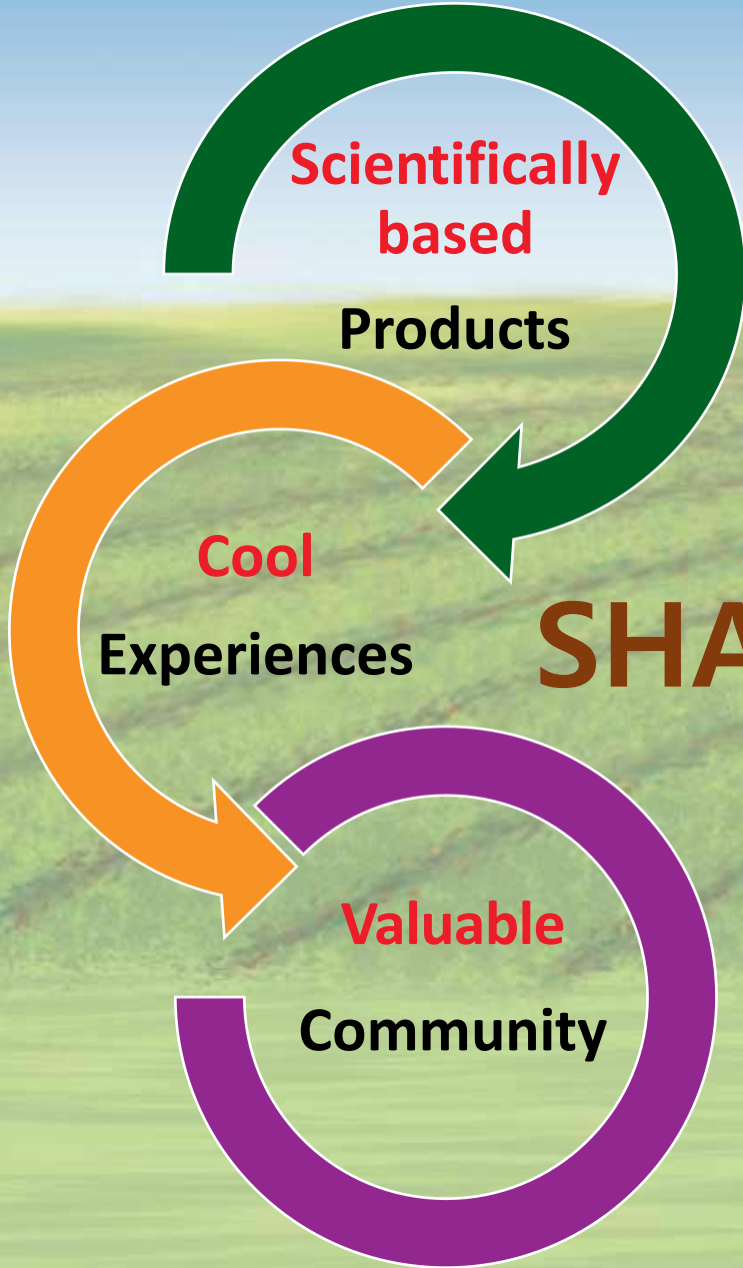 Scientifically
based
Products
Cool
Experiences
SHA
Valuable
Community